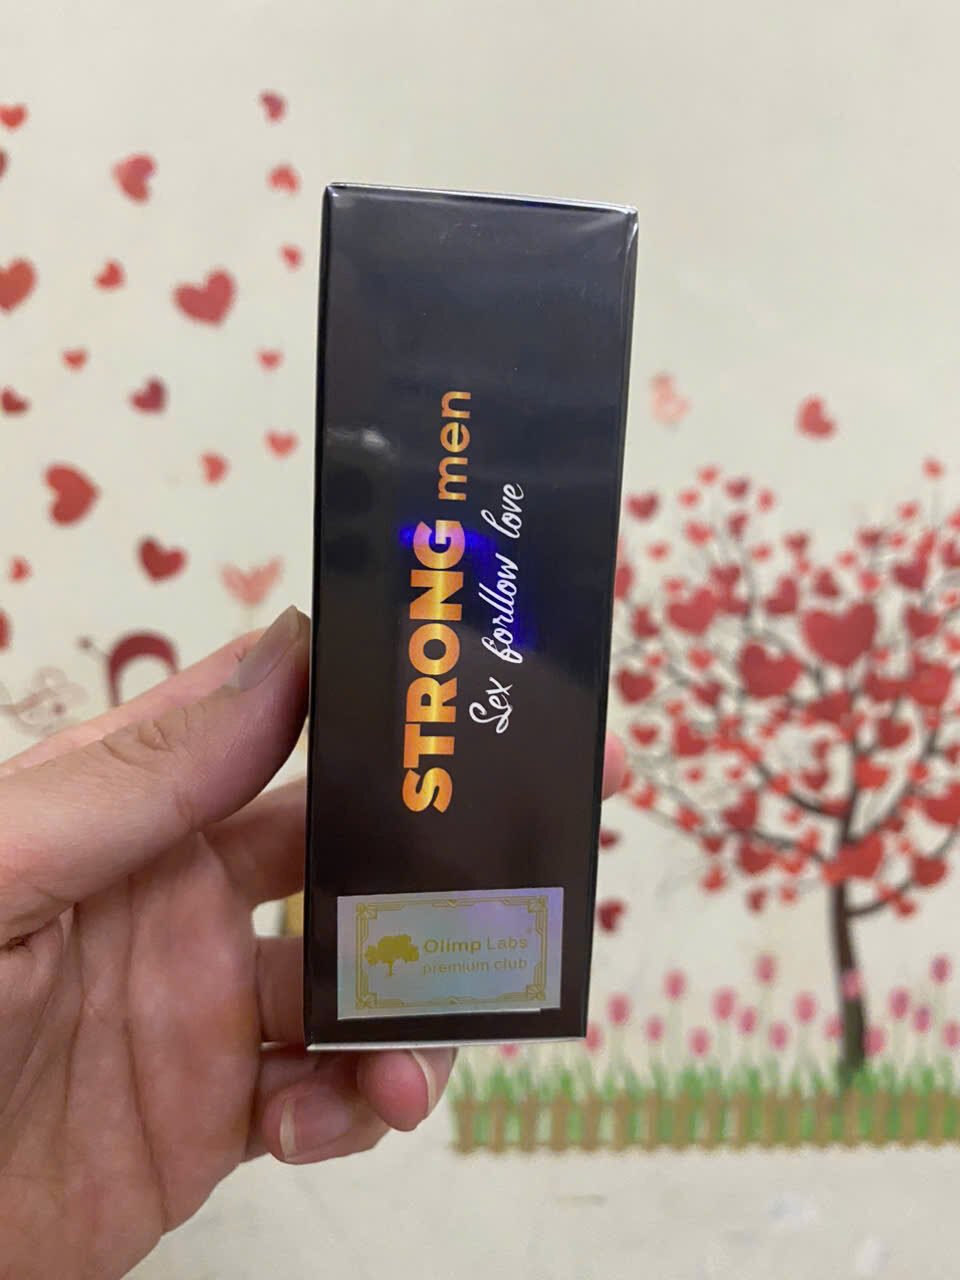 STRONG men
Sex forllow love
Olimp Labs
premium club